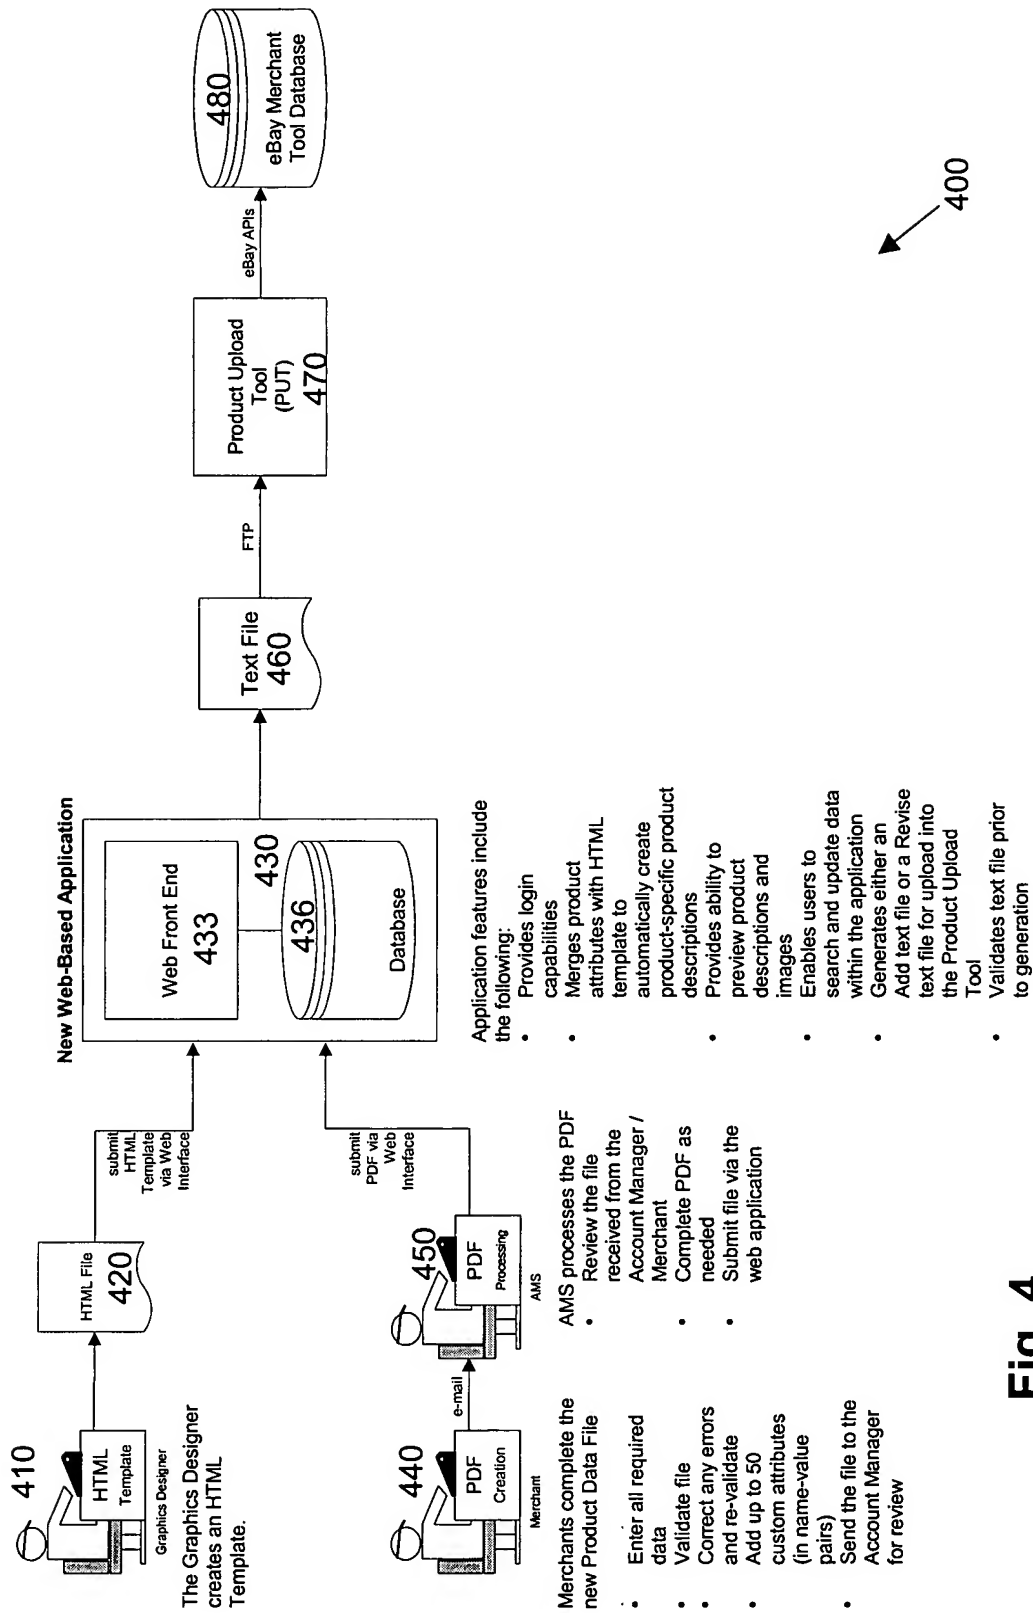 410
HTML
Template
Graphics Designer
The Graphics Designer
creates an HTML
Template.
HTML File
420
submit
HTML
Template
via Web
Interface
New Web-Based Application
Web Front End
433
430
436
Database
Text File
460
FTP
Product Upload
Tool
(PUT)
470
eBay APIs
480
eBay Merchant
Tool Database
440
PDF
Creation
Merchant
e-mail
450
PDF
Processing
AMS
submit
PDF via
Web
Interface
Merchants complete the
new Product Data File
• Enter all required
data
• Validate file
• Correct any errors
and re-validate
• Add up to 50
custom attributes
(in name-value
pairs)
• Send the file to the
Account Manager
for review
AMS processes the PDF
• Review the file
received from the
Account Manager /
Merchant
• Complete PDF as
needed
• Submit file via the
web application
Application features include
the following:
• Provides login
capabilities
• Merges product
attributes with HTML
template to
automatically create
product-specific product
descriptions
• Provides ability to
preview product
descriptions and
images
• Enables users to
search and update data
within the application
• Generates either an
Add text file or a Revise
text file for upload into
the Product Upload
Tool
• Validates text file prior
to generation
400
Fig. 4